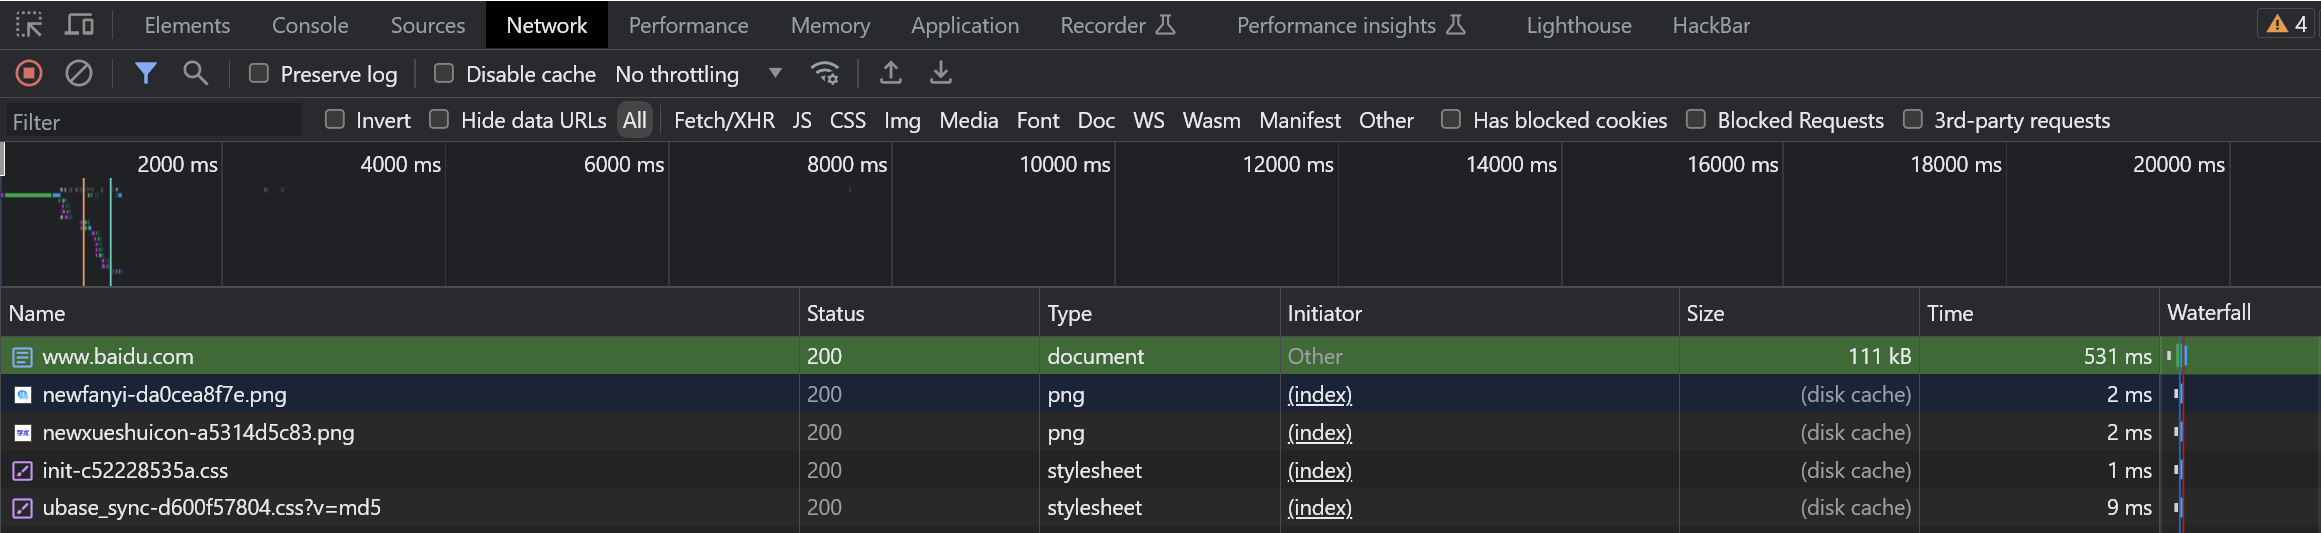 Elements Console Sources Network Performance Memory Application Recorder Performance insights Lighthouse HackBar 4
Preserve log Disable cache No throttling
Filter Invert Hide data URLs All Fetch/XHR JS CSS Img Media Font Doc WS Wasm Manifest Other Has blocked cookies Blocked Requests 3rd-party requests
2000 ms 4000 ms 6000 ms 8000 ms 10000 ms 12000 ms 14000 ms 16000 ms 18000 ms 20000 ms
Name Status Type Initiator Size Time Waterfall
www.baidu.com 200 document Other 111 kB 531 ms
newfanyi-da0cea8f7e.png 200 png (index) (disk cache) 2 ms
newxueshuicon-a5314d5c83.png 200 png (index) (disk cache) 2 ms
init-c52228535a.css 200 stylesheet (index) (disk cache) 1 ms
ubase_sync-d600f57804.css?v=md5 200 stylesheet (index) (disk cache) 9 ms